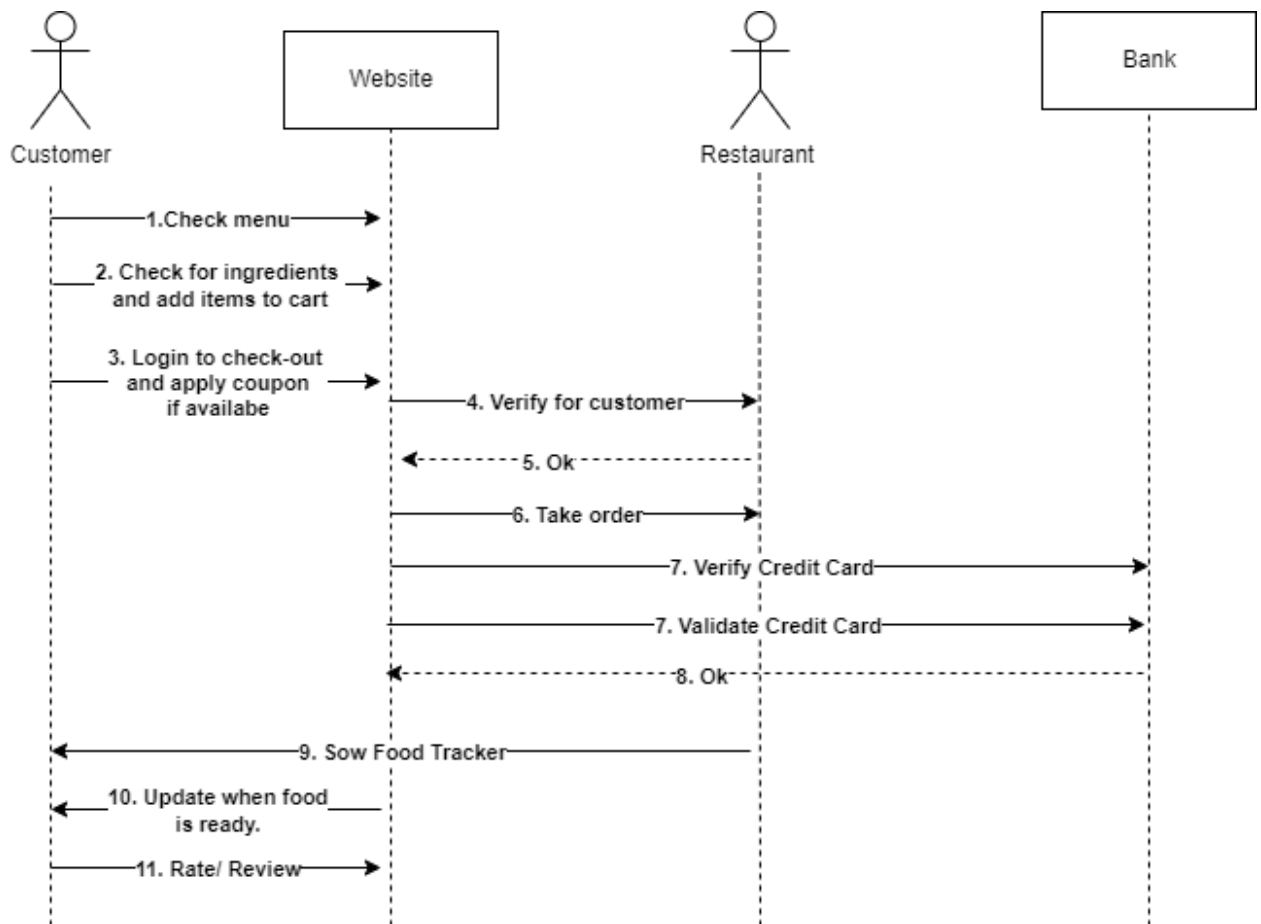 Customer
Website
Restaurant
Bank
1.Check menu
2. Check for ingredients
and add items to cart
3. Login to check-out
and apply coupon
if availabe
4. Verify for customer
5. Ok
6. Take order
7. Verify Credit Card
7. Validate Credit Card
8. Ok
9. Sow Food Tracker
10. Update when food
is ready.
11. Rate/ Review